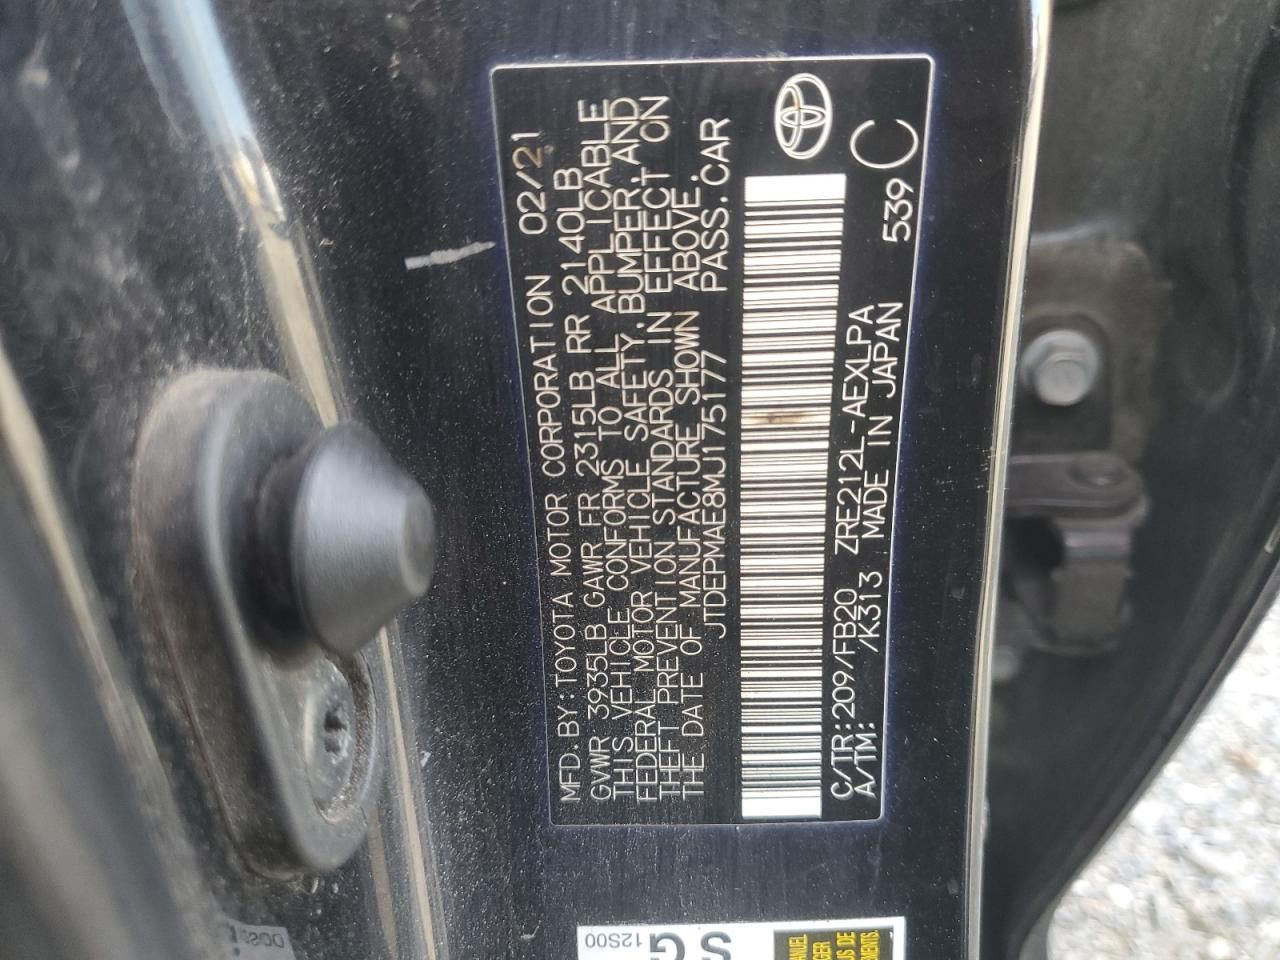 MFD.BY:TOYOTA MOTOR CORPORATION 02/21
GVWR 3935LB GAWR FR 2315LB RR 2140LB
THIS VEHICLE CONFORMS TO ALL APPLICABLE
FEDERAL MOTOR VEHICLE SAFETY,BUMPER,AND
THEFT PREVENTION STANDARDS IN EFFECT ON
THE DATE OF MANUFACTURE SHOWN ABOVE.
JTDEPMAE8MJ175177 PASS.CAR
C/TR:209/FB20 ZRE212L-AEXLPA 539
A/TM: /K313 MADE IN JAPAN C
12S00
SG